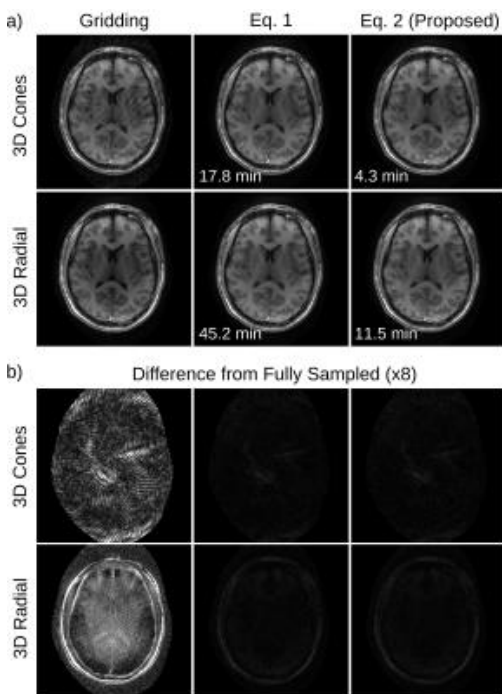 a)
Gridding
Eq. 1
Eq. 2 (Proposed)
3D Cones
17.8 min
4.3 min
3D Radial
45.2 min
11.5 min
b)
Difference from Fully Sampled (x8)
3D Cones
3D Radial